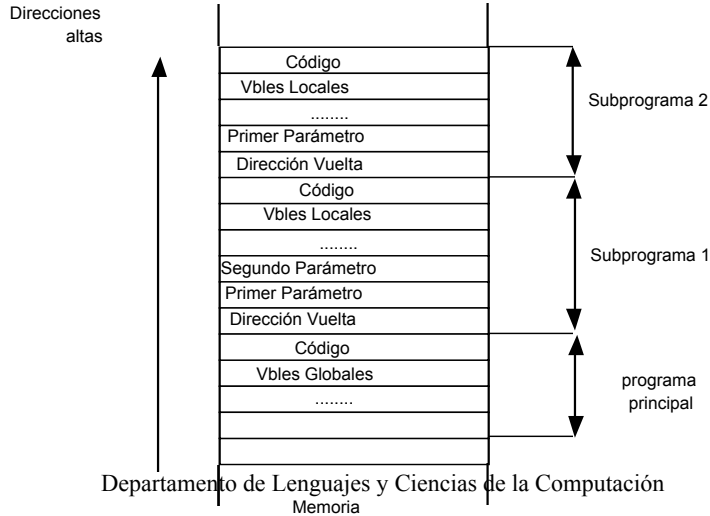 Direcciones
altas
Código
Vbles Locales
........
Primer Parámetro
Dirección Vuelta
Subprograma 2
Código
Vbles Locales
........
Segundo Parámetro
Primer Parámetro
Dirección Vuelta
Subprograma 1
Código
Vbles Globales
........
programa
principal
Departamento de Lenguajes y Ciencias de la Computación
Memoria